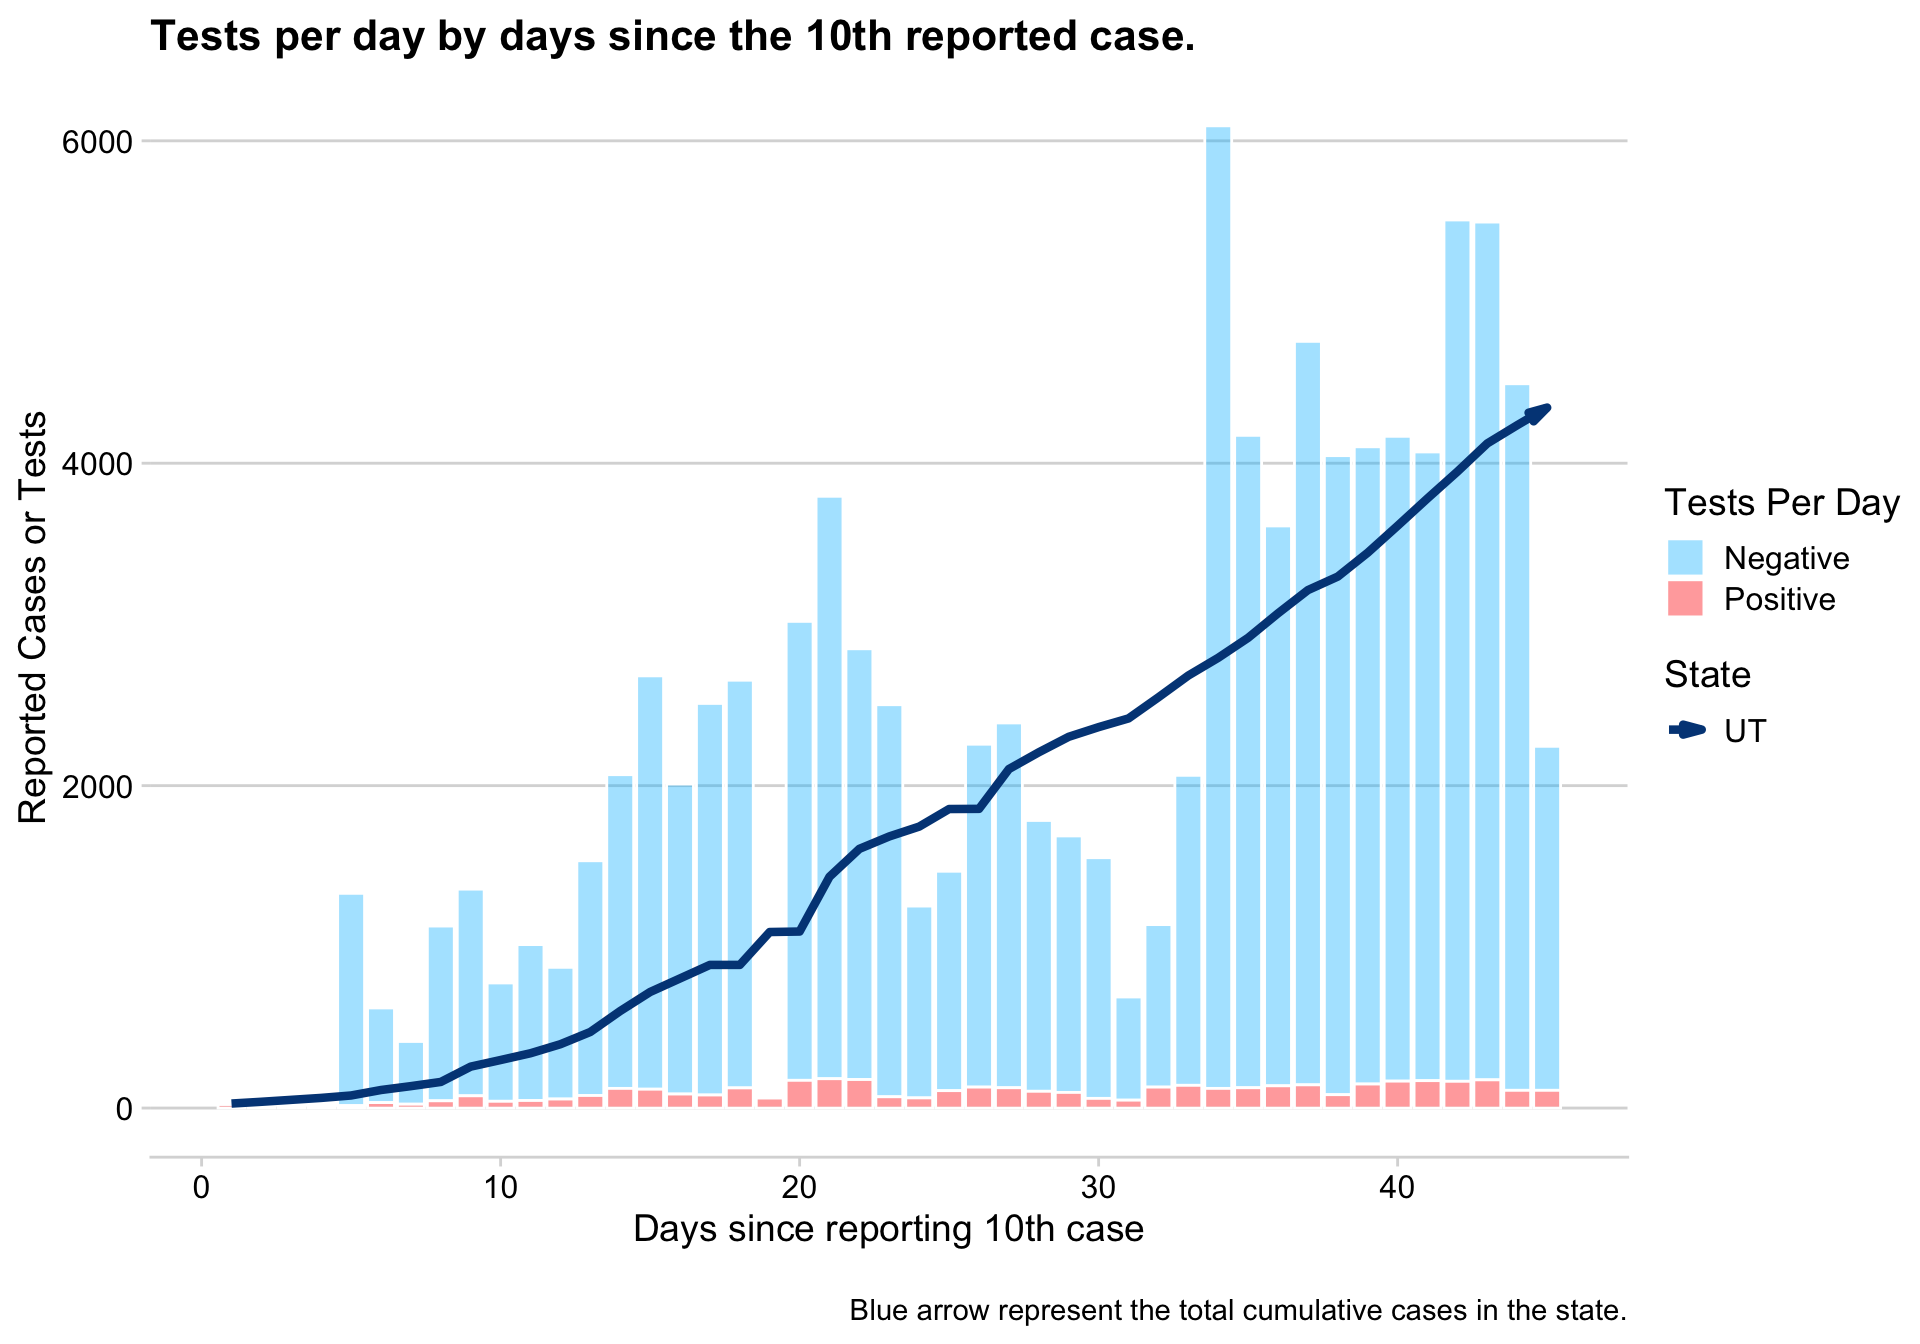 Tests per day by days since the 10th reported case.
6000
4000
2000
0
Reported Cases or Tests
0 10 20 30 40
Days since reporting 10th case
Tests Per Day
Negative
Positive
State
UT
Blue arrow represent the total cumulative cases in the state.